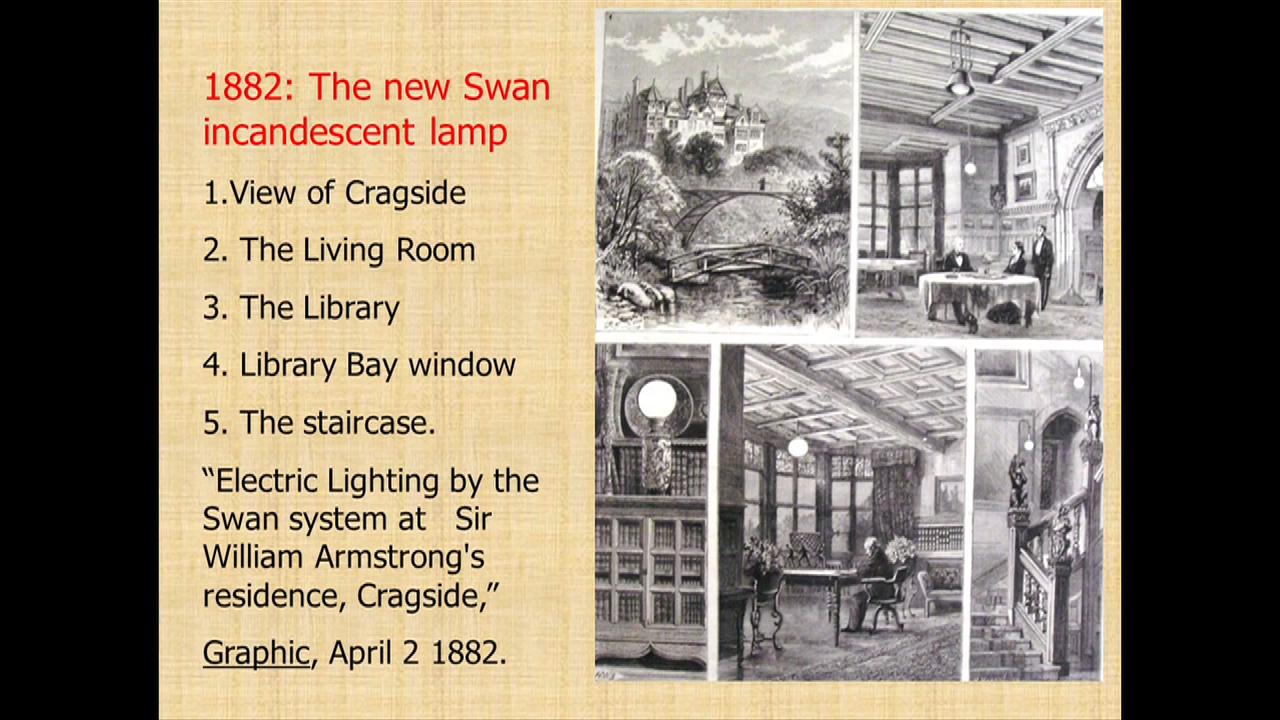 1882: The new Swan
incandescent lamp
1.View of Cragside
2. The Living Room
3. The Library
4. Library Bay window
5. The staircase.
“Electric Lighting by the
Swan system at   Sir
William Armstrong's
residence, Cragside,”
Graphic, April 2 1882.